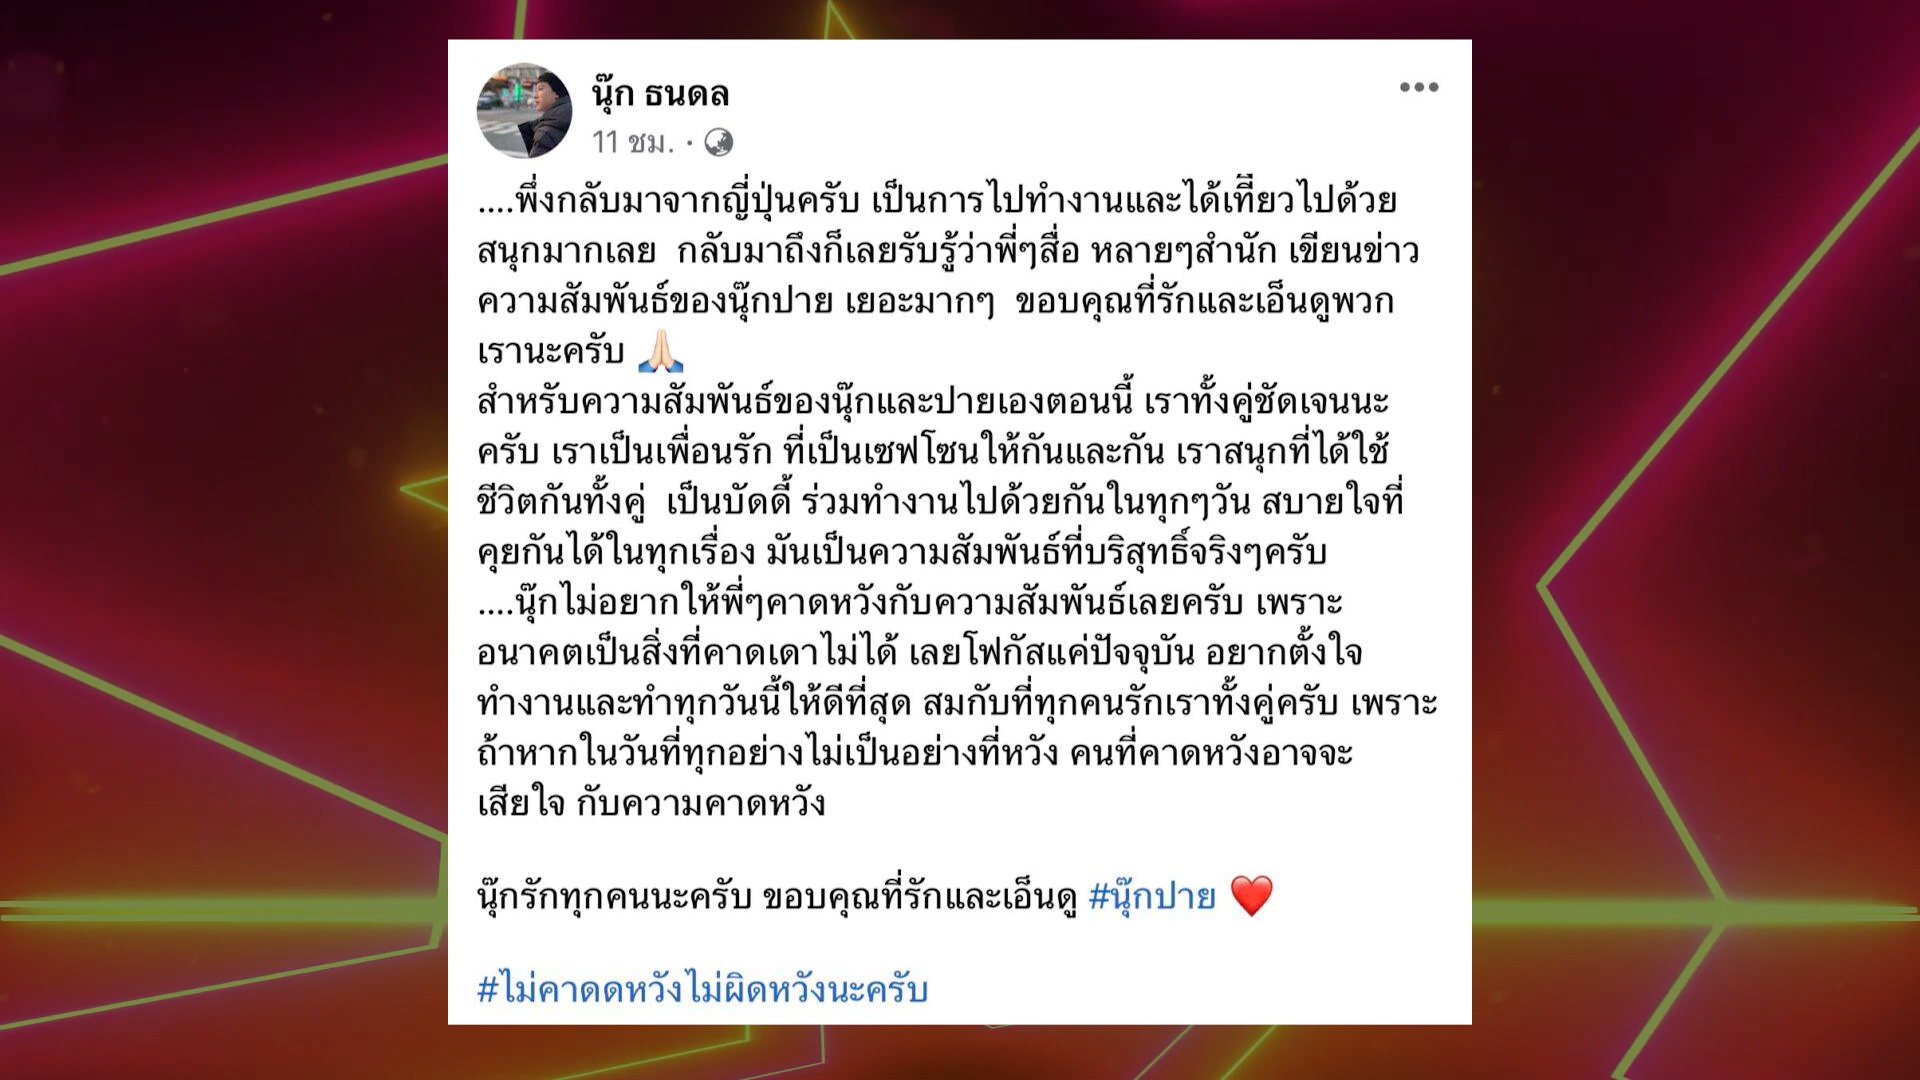 นุ๊ก ธนดล
11 ชม. ·
....พึ่งกลับมาจากญี่ปุ่นครับ เป็นการไปทำงานและได้เที่ยวไปด้วย
สนุกมากเลย กลับมาถึงก็เลยรับรู้ว่าพี่ๆสื่อ หลายๆสำนัก เขียนข่าว
ความสัมพันธ์ของนุ๊กปาย เยอะมากๆ ขอบคุณที่รักและเอ็นดูพวก
เรานะครับ 🙏🏻
สำหรับความสัมพันธ์ของนุ๊กและปายเองตอนนี้ เราทั้งคู่ชัดเจนนะ
ครับ เราเป็นเพื่อนรัก ที่เป็นเซฟโซนให้กันและกัน เราสนุกที่ได้ใช้
ชีวิตกันทั้งคู่ เป็นบัดดี้ ร่วมทำงานไปด้วยกันในทุกๆวัน สบายใจที่
คุยกันได้ในทุกเรื่อง มันเป็นความสัมพันธ์ที่บริสุทธิ์จริงๆครับ
....นุ๊กไม่อยากให้พี่ๆคาดหวังกับความสัมพันธ์เลยครับ เพราะ
อนาคตเป็นสิ่งที่คาดเดาไม่ได้ เลยโฟกัสแค่ปัจจุบัน อยากตั้งใจ
ทำงานและทำทุกวันนี้ให้ดีที่สุด สมกับที่ทุกคนรักเราทั้งคู่ครับ เพราะ
ถ้าหากในวันที่ทุกอย่างไม่เป็นอย่างที่หวัง คนที่คาดหวังอาจจะ
เสียใจ กับความคาดหวัง
นุ๊กรักทุกคนนะครับ ขอบคุณที่รักและเอ็นดู #นุ๊กปาย ❤️
#ไม่คาดดหวังไม่ผิดหวังนะครับ